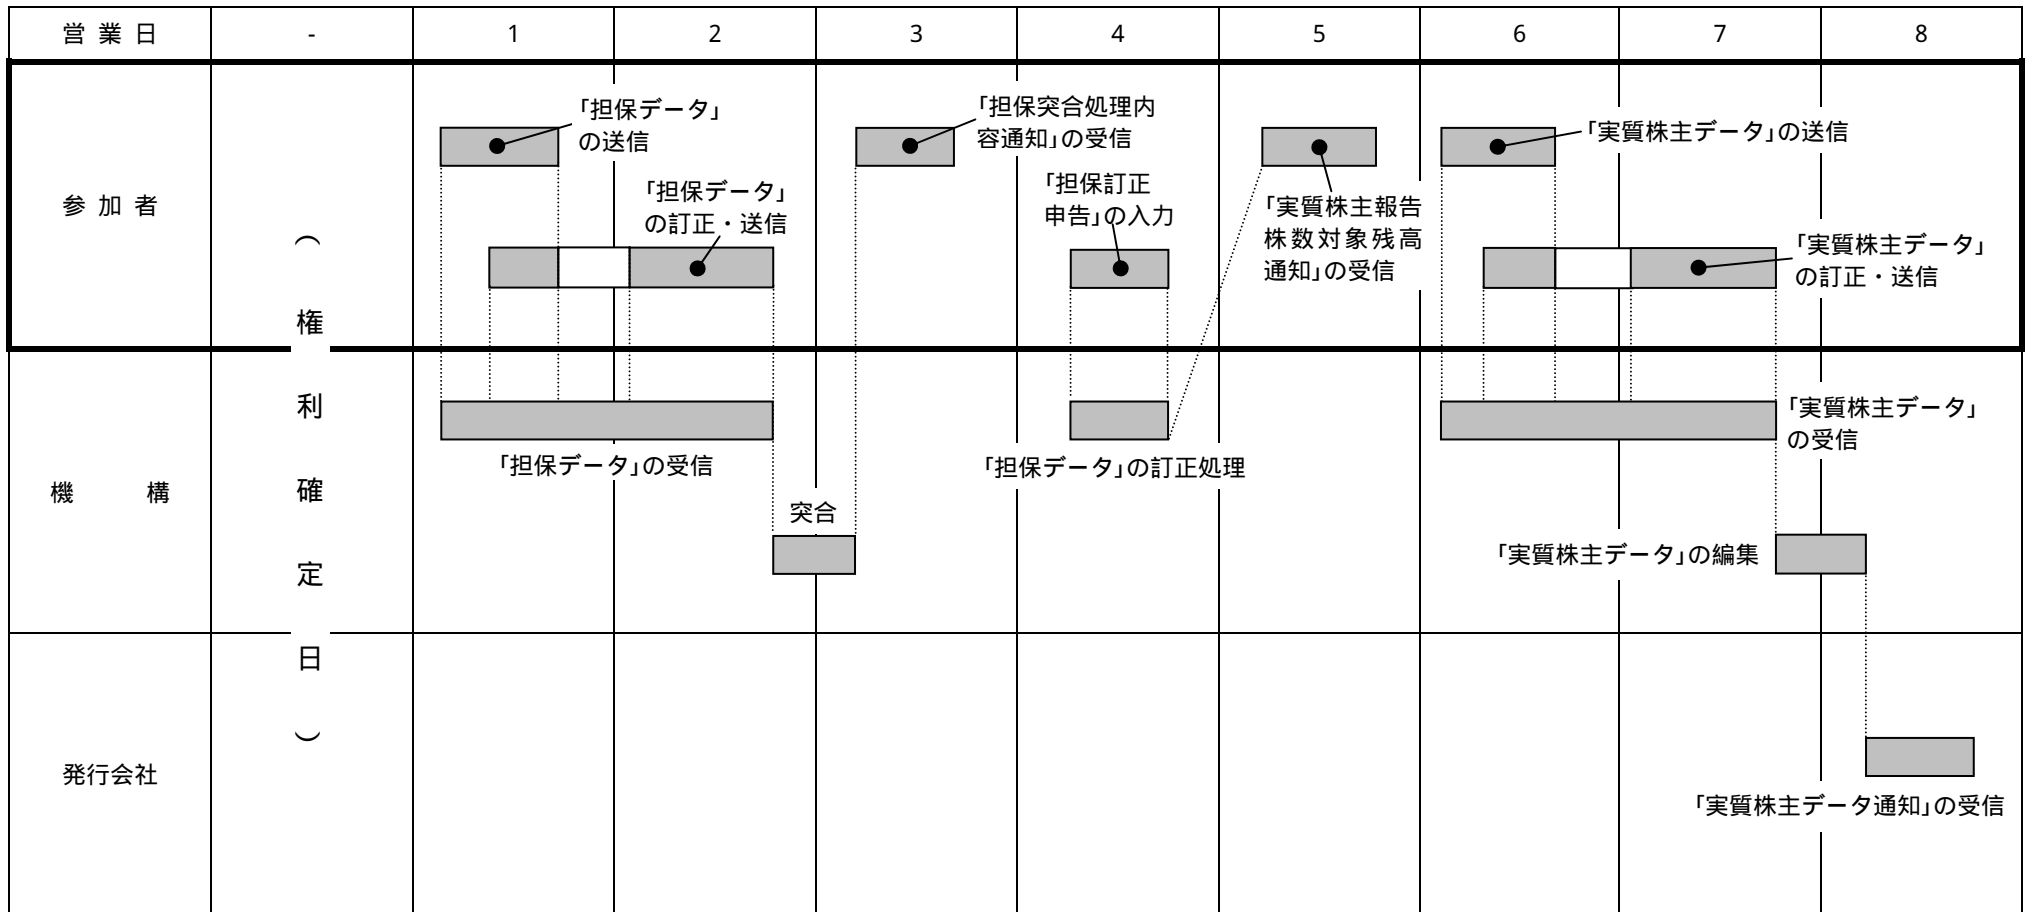 営業日 - 1 2 3 4 5 6 7 8
参加者
「担保データ」
の送信
「担保データ」
の訂正・送信
「担保突合処理内
容通知」の受信
「担保訂正
申告」の入力
「実質株主報告
株数対象残高
通知」の受信
「実質株主データ」の送信
「実質株主データ」
の訂正・送信
（権利確定日）
機構
「担保データ」の受信
突合
「担保データ」の訂正処理
「実質株主データ」
の受信
「実質株主データ」の編集
発行会社
「実質株主データ通知」の受信